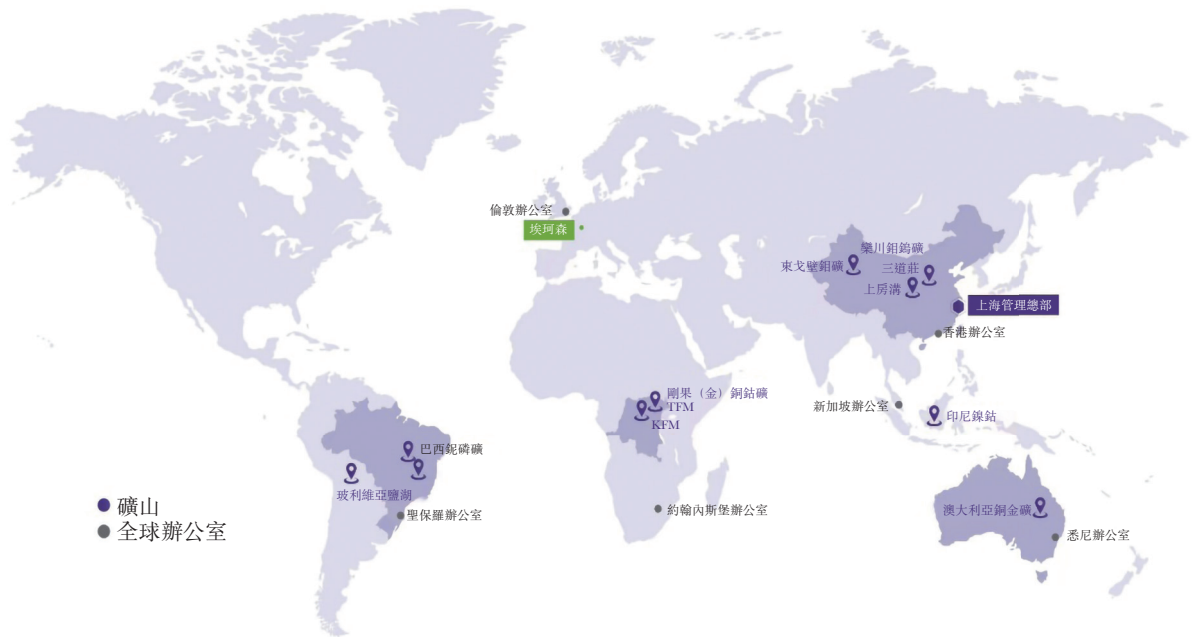 倫敦辦公室
埃珂森
欒川鉬鎢礦
東戈壁鉬礦
三道莊
上房溝
上海管理總部
香港辦公室
剛果（金）銅鈷礦
TFM
KFM
新加坡辦公室
印尼鎳鈷
巴西鈮磷礦
玻利維亞鹽湖
聖保羅辦公室
約翰內斯堡辦公室
澳大利亞銅金礦
悉尼辦公室
礦山
全球辦公室